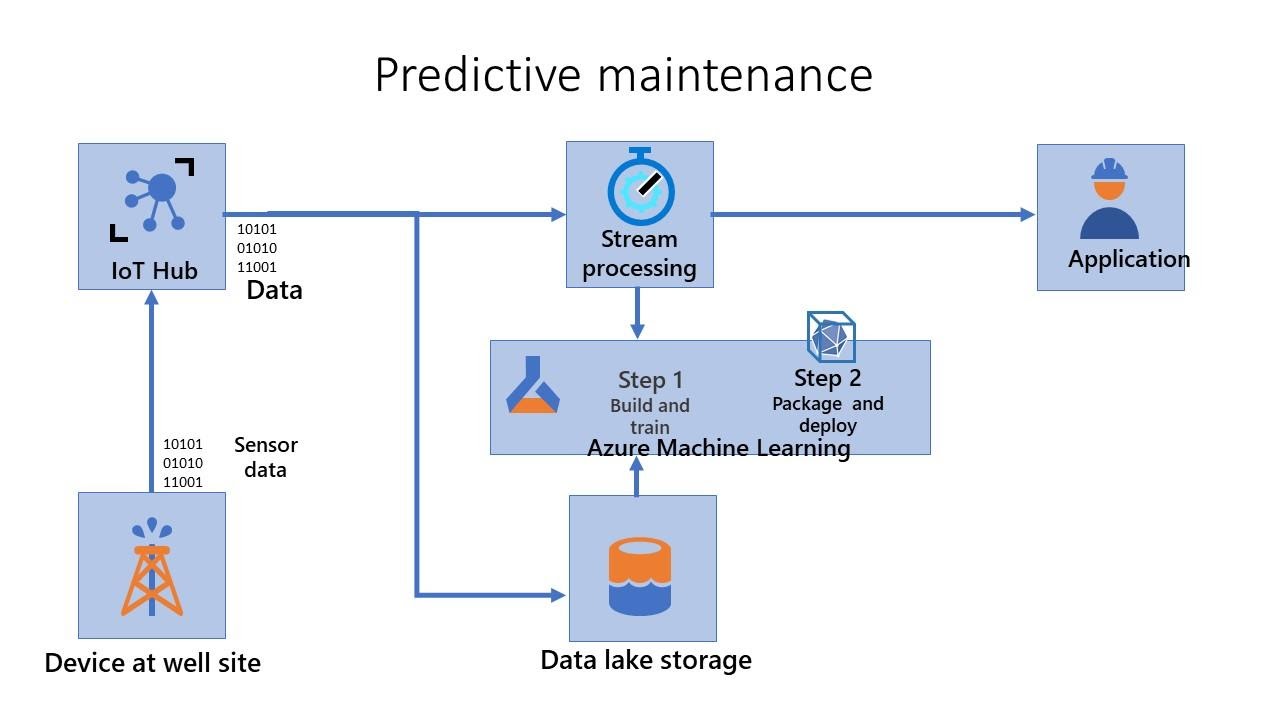 Predictive maintenance
IoT Hub
10101
01010
11001
Data
Stream
processing
Application
Step 1
Build and
train
Step 2
Package and
deploy
Azure Machine Learning
10101
01010
11001
Sensor
data
Device at well site
Data lake storage